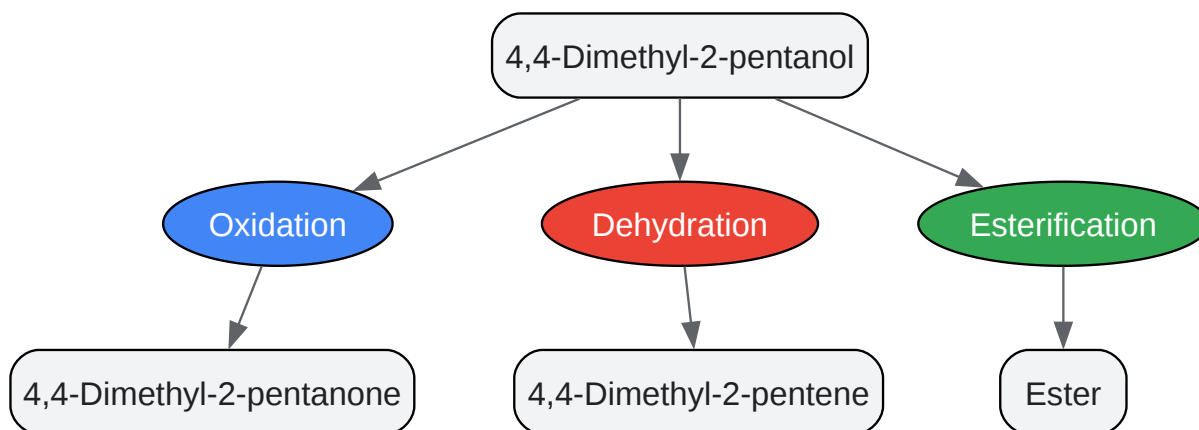 4,4-Dimethyl-2-pentanol
Oxidation
Dehydration
Esterification
4,4-Dimethyl-2-pentanone
4,4-Dimethyl-2-pentene
Ester